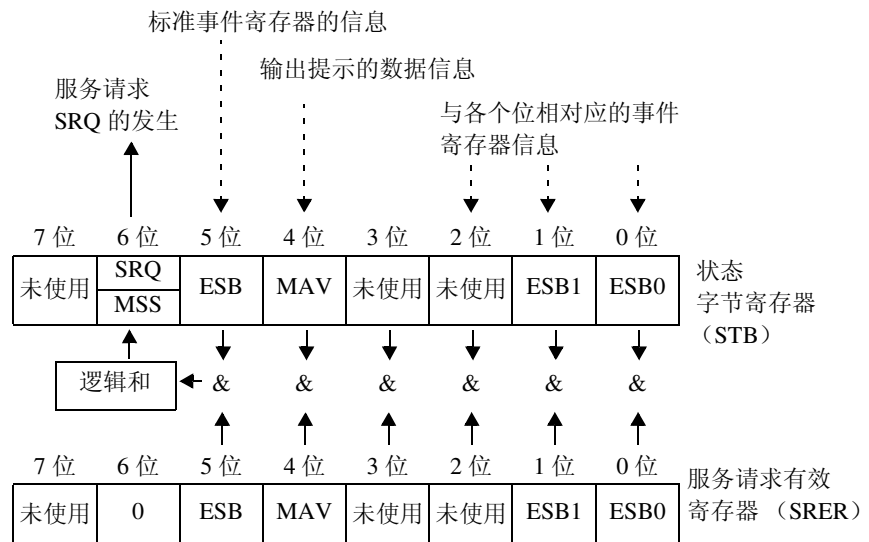 标准事件寄存器的信息
输出提示的数据信息
服务请求
SRQ 的发生
与各个位相对应的事件
寄存器信息
7 位 6 位 5 位 4 位 3 位 2 位 1 位 0 位
未使用 SRQ MSS ESB MAV 未使用 未使用 ESB1 ESB0
状态
字节寄存器
（STB）
逻辑和 & & & & & &
7 位 6 位 5 位 4 位 3 位 2 位 1 位 0 位
未使用 0 ESB MAV 未使用 未使用 ESB1 ESB0
服务请求有效
寄存器 （SRER）